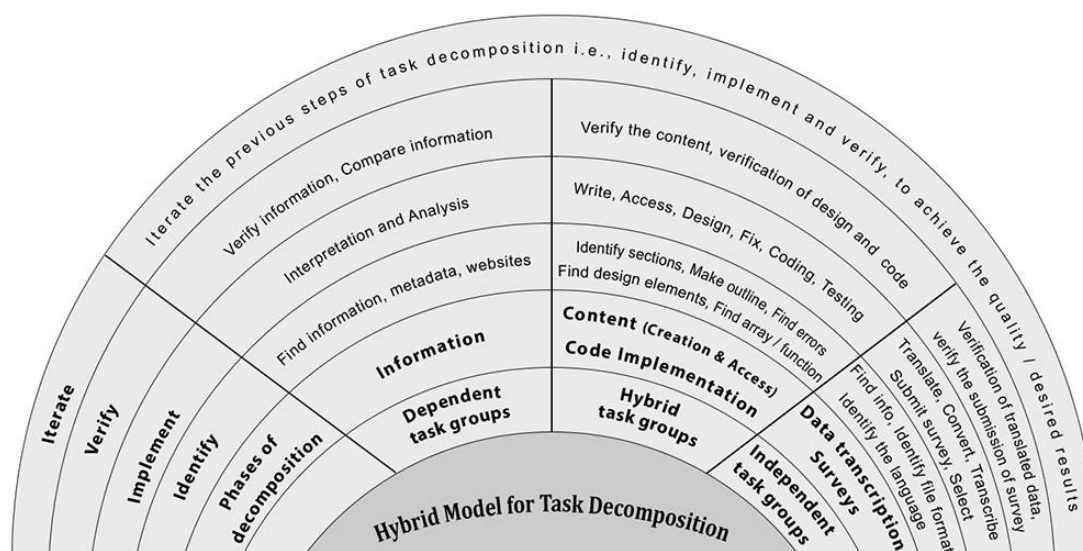 Iterate the previous steps of task decomposition i.e., identify, implement and verify, to achieve the quality / desired results
Iterate
Verify
Implement
Identify
Phases of
decomposition
Verify information, Compare information
Interpretation and Analysis
Find information, metadata, websites
Information
Dependent
task groups
Verify the content, verification of design and code
Write, Access, Design, Fix, Coding, Testing
Identify sections, Make outline, Find errors
Find design elements, Find array / function
Content (Creation & Access)
Code Implementation
Hybrid
task groups
Verification of translated data,
verify the submission of survey
Translate, Convert, Transcribe
Submit survey, Select
Find info, Identify file format
Identify the language
Data transcription
Surveys
Independent
task groups
Hybrid Model for Task Decomposition